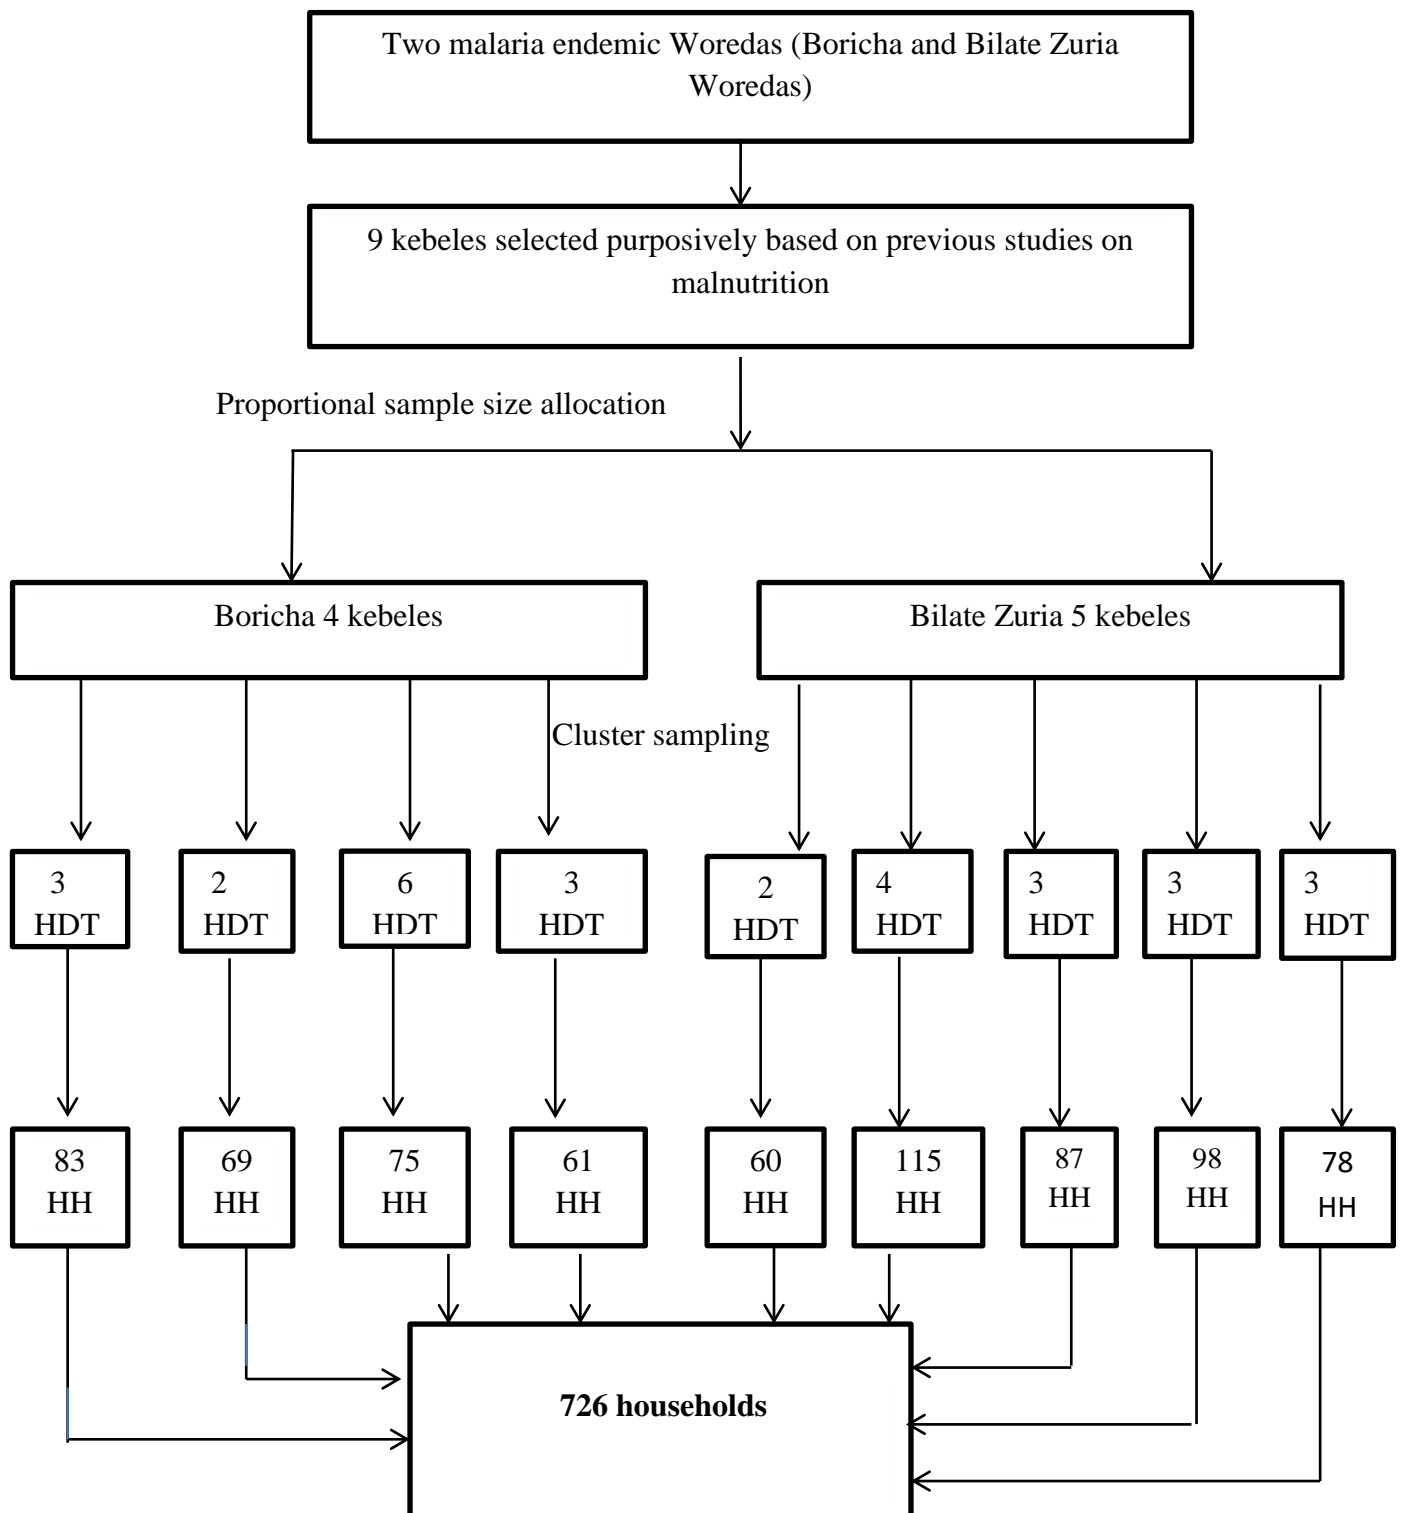 Two malaria endemic Woredas (Boricha and Bilate Zuria
Woredas)
9 kebeles selected purposively based on previous studies on
malnutrition
Proportional sample size allocation
Boricha 4 kebeles
Bilate Zuria 5 kebeles
Cluster sampling
3
HDT
2
HDT
6
HDT
3
HDT
2
HDT
4
HDT
3
HDT
3
HDT
3
HDT
83
HH
69
HH
75
HH
61
HH
60
HH
115
HH
87
HH
98
HH
78
HH
726 households